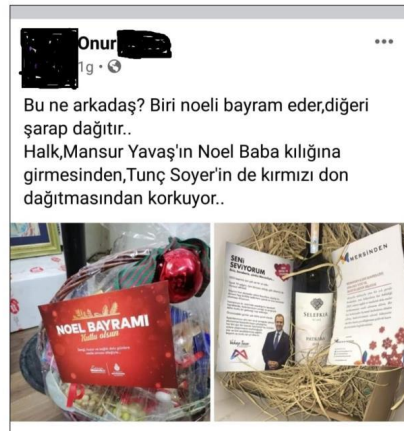 Onur
1g
Bu ne arkadaş? Biri noeli bayram eder,diğeri
şarap dağıtır..
Halk,Mansur Yavaş'ın Noel Baba kılığına
girmesinden,Tunç Soyer'in de kırmızı don
dağıtmasından korkuyor..
NOEL BAYRAMI
Kutlu olsun
SENİ
SEVİYORUM
SELEFKIA
MERSİNDEN